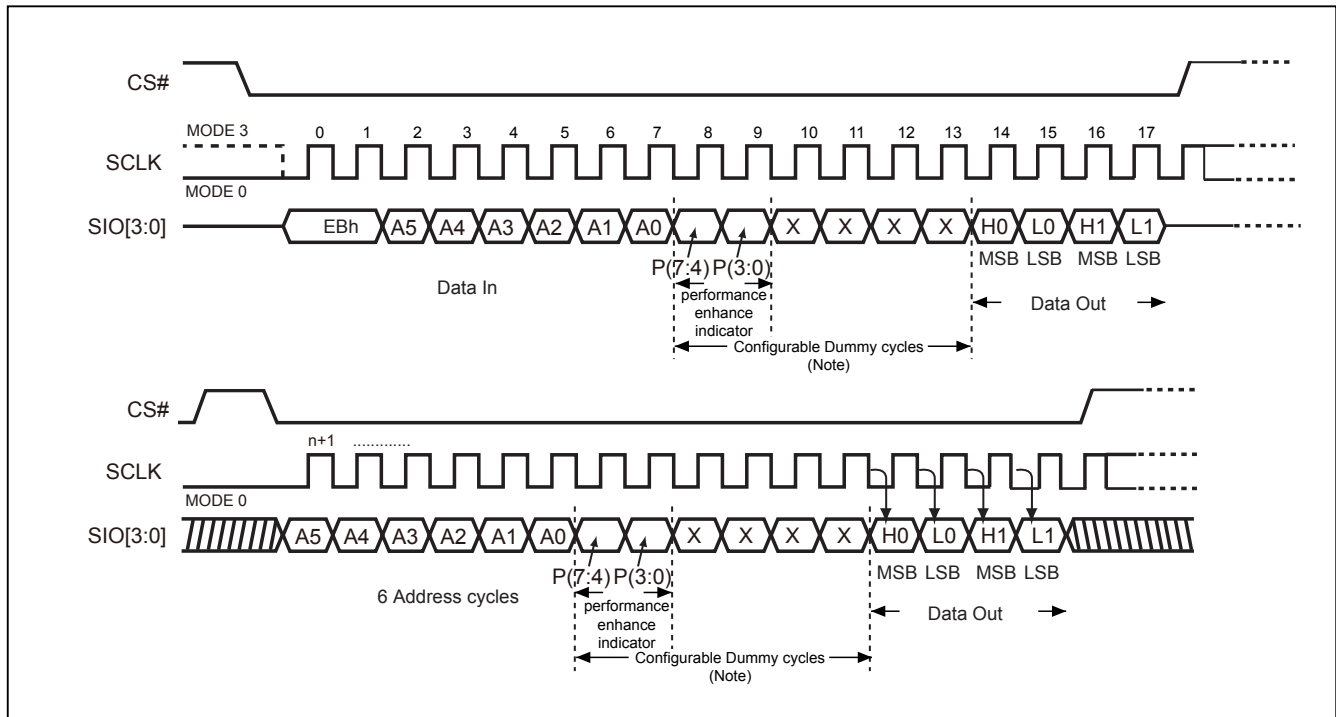 CS#
MODE 3
0 1 2 3 4 5 6 7 8 9 10 11 12 13 14 15 16 17
SCLK
MODE 0
SIO[3:0] EBh A5 A4 A3 A2 A1 A0 X X X X H0 L0 H1 L1
P(7:4) P(3:0) MSB LSB MSB LSB
Data In
performance
enhance
indicator
Data Out
Configurable Dummy cycles
(Note)
CS#
n+1 .............
SCLK
MODE 0
SIO[3:0] A5 A4 A3 A2 A1 A0 X X X X H0 L0 H1 L1
P(7:4) P(3:0) MSB LSB MSB LSB
6 Address cycles
performance
enhance
indicator
Data Out
Configurable Dummy cycles
(Note)